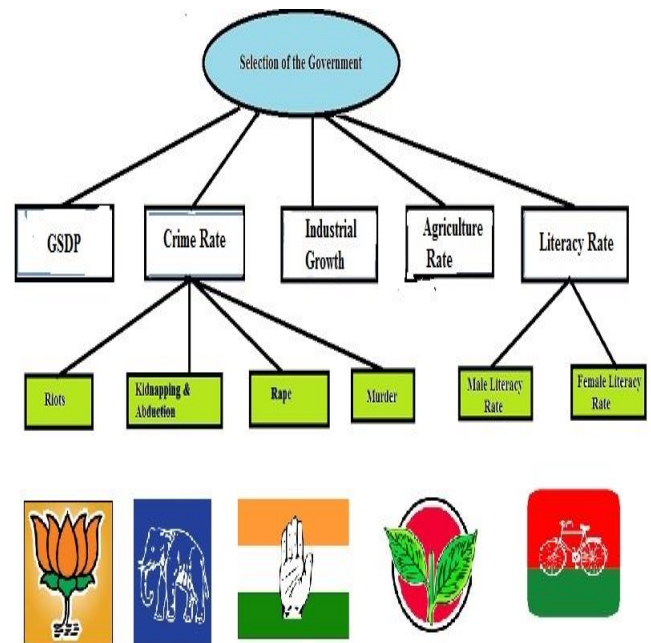 Selection of the Government
GSDP
Crime Rate
Industrial
Growth
Agriculture
Rate
Literacy Rate
Riots
Kidnapping &
Abduction
Rape
Murder
Male Literacy
Rate
Female Literacy
Rate